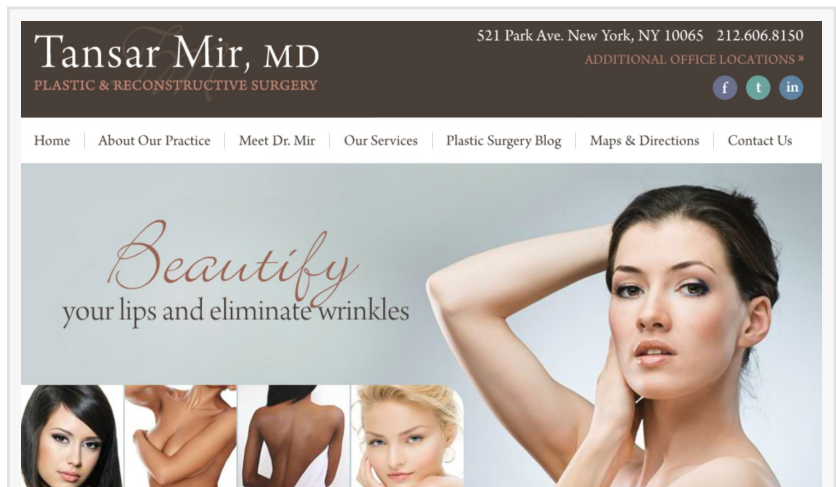 Tansar Mir, MD
PLASTIC & RECONSTRUCTIVE SURGERY
521 Park Ave. New York, NY 10065 212.606.8150
ADDITIONAL OFFICE LOCATIONS »
f t in
Home About Our Practice Meet Dr. Mir Our Services Plastic Surgery Blog Maps & Directions Contact Us
Beautify
your lips and eliminate wrinkles